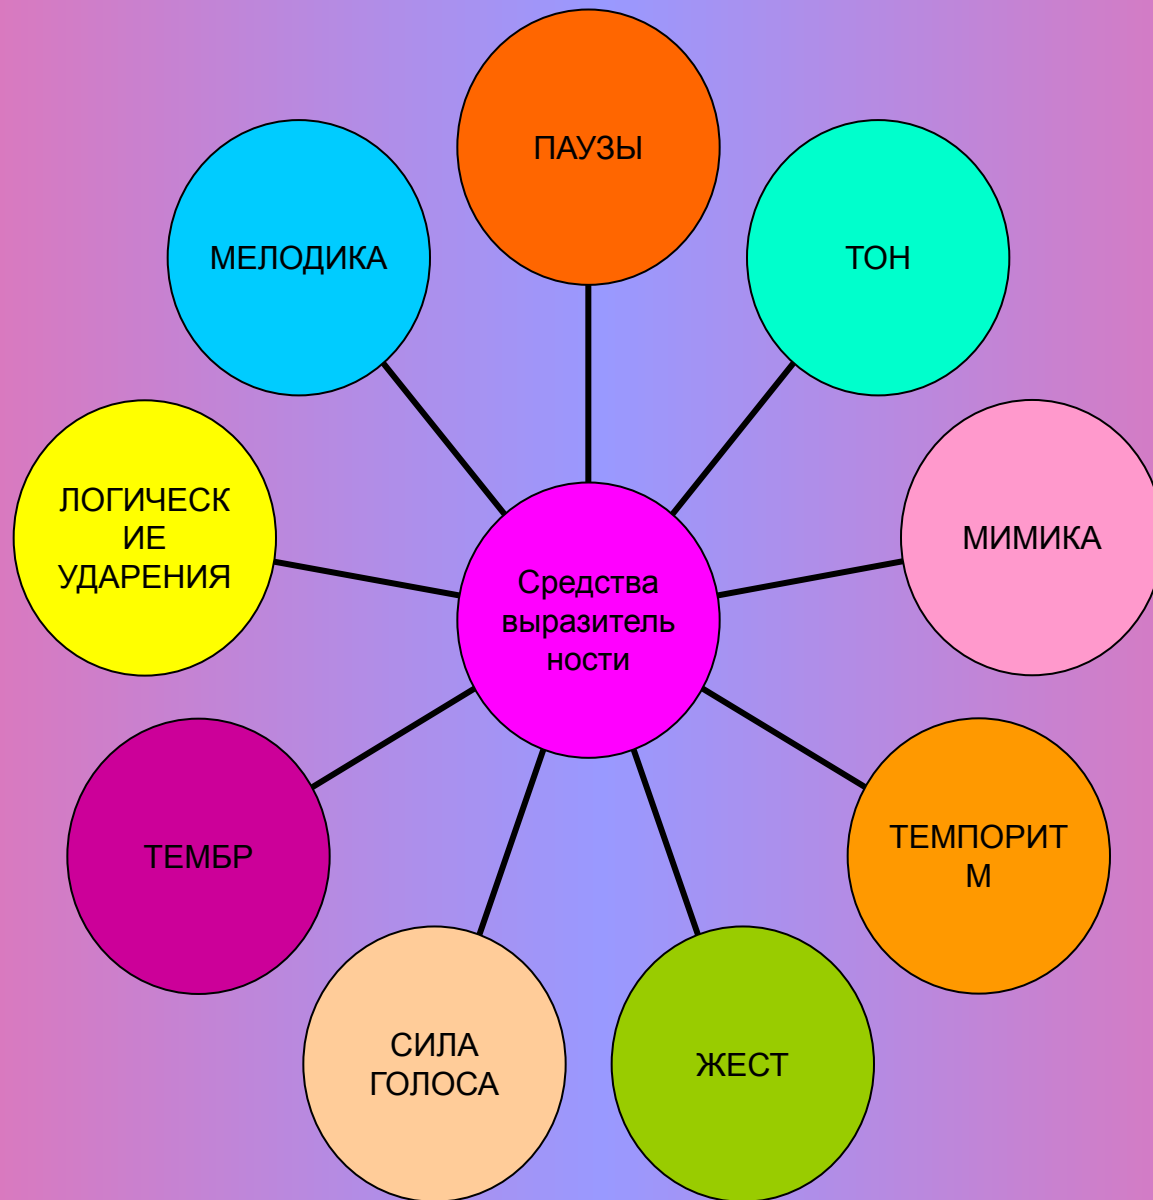 ПАУЗЫ
МЕЛОДИКА
ТОН
ЛОГИЧЕСК
ИЕ
УДАРЕНИЯ
МИМИКА
Средства
выразитель
ности
ТЕМБР
ТЕМПОРИТ
М
СИЛА
ГОЛОСА
ЖЕСТ